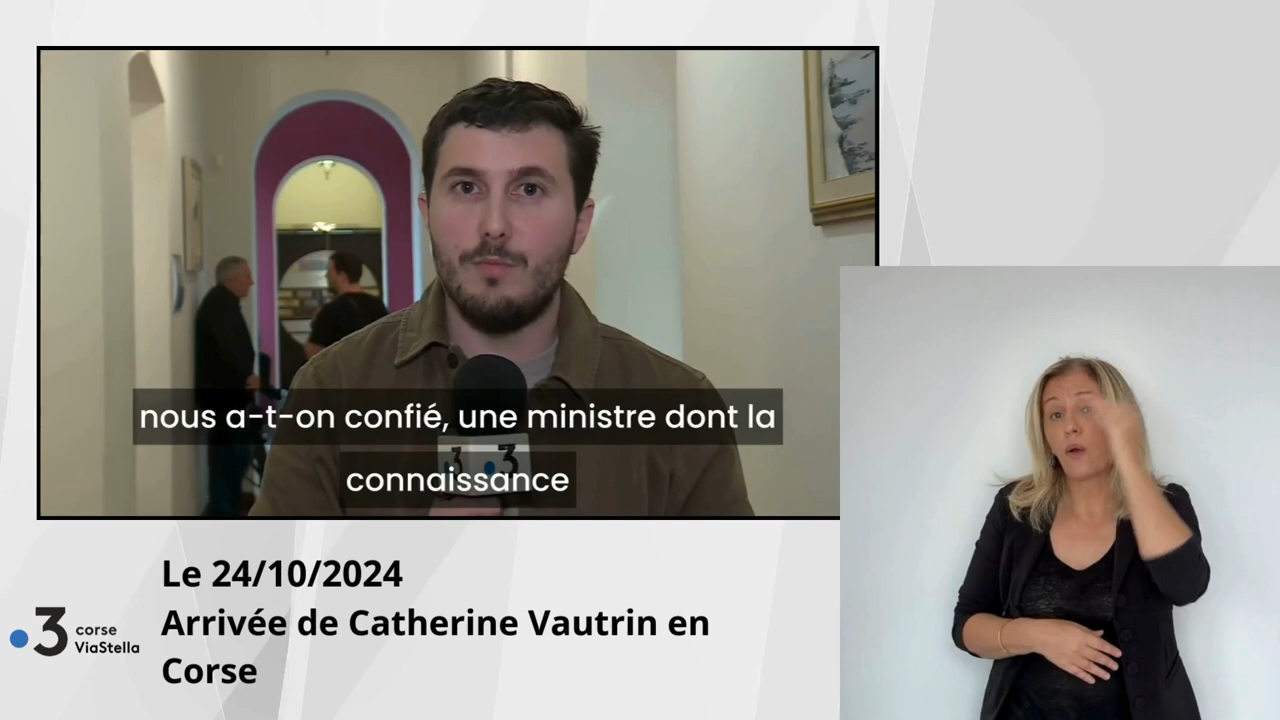 nous a-t-on confié, une ministre dont la
connaissance
3
Le 24/10/2024
Arrivée de Catherine Vautrin en
Corse
3 corse
ViaStella